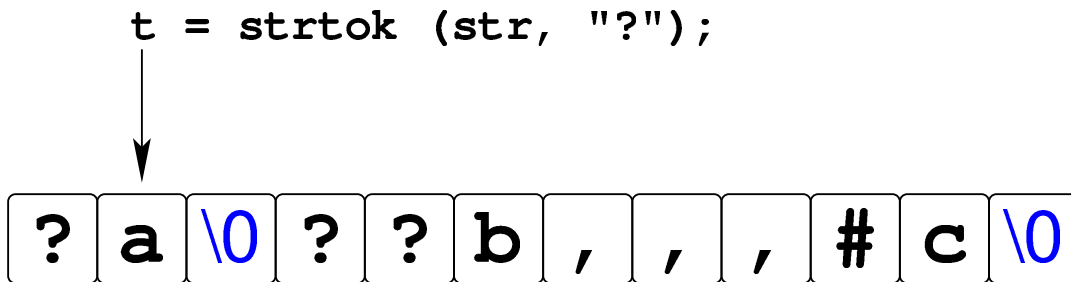 t = strtok (str, "?");
? a \0 ? ? b , , , # c \0